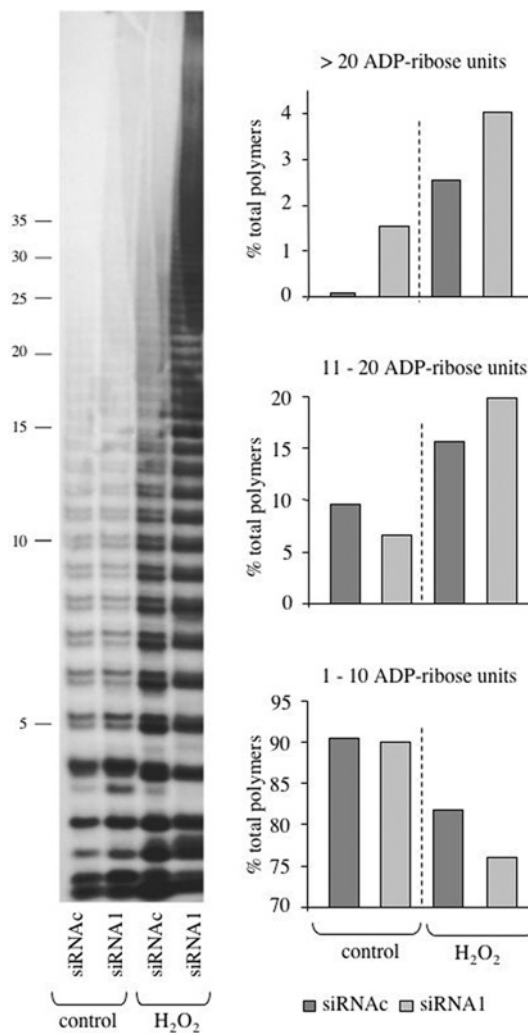 35
30
25
20
15
10
5
siRNAc
siRNA1
siRNAc
siRNA1
control
H₂O₂
> 20 ADP-ribose units
% total polymers
4
3
2
1
0
11 - 20 ADP-ribose units
% total polymers
20
15
10
5
0
1 - 10 ADP-ribose units
% total polymers
95
90
85
80
75
70
control
H₂O₂
siRNAc
siRNA1